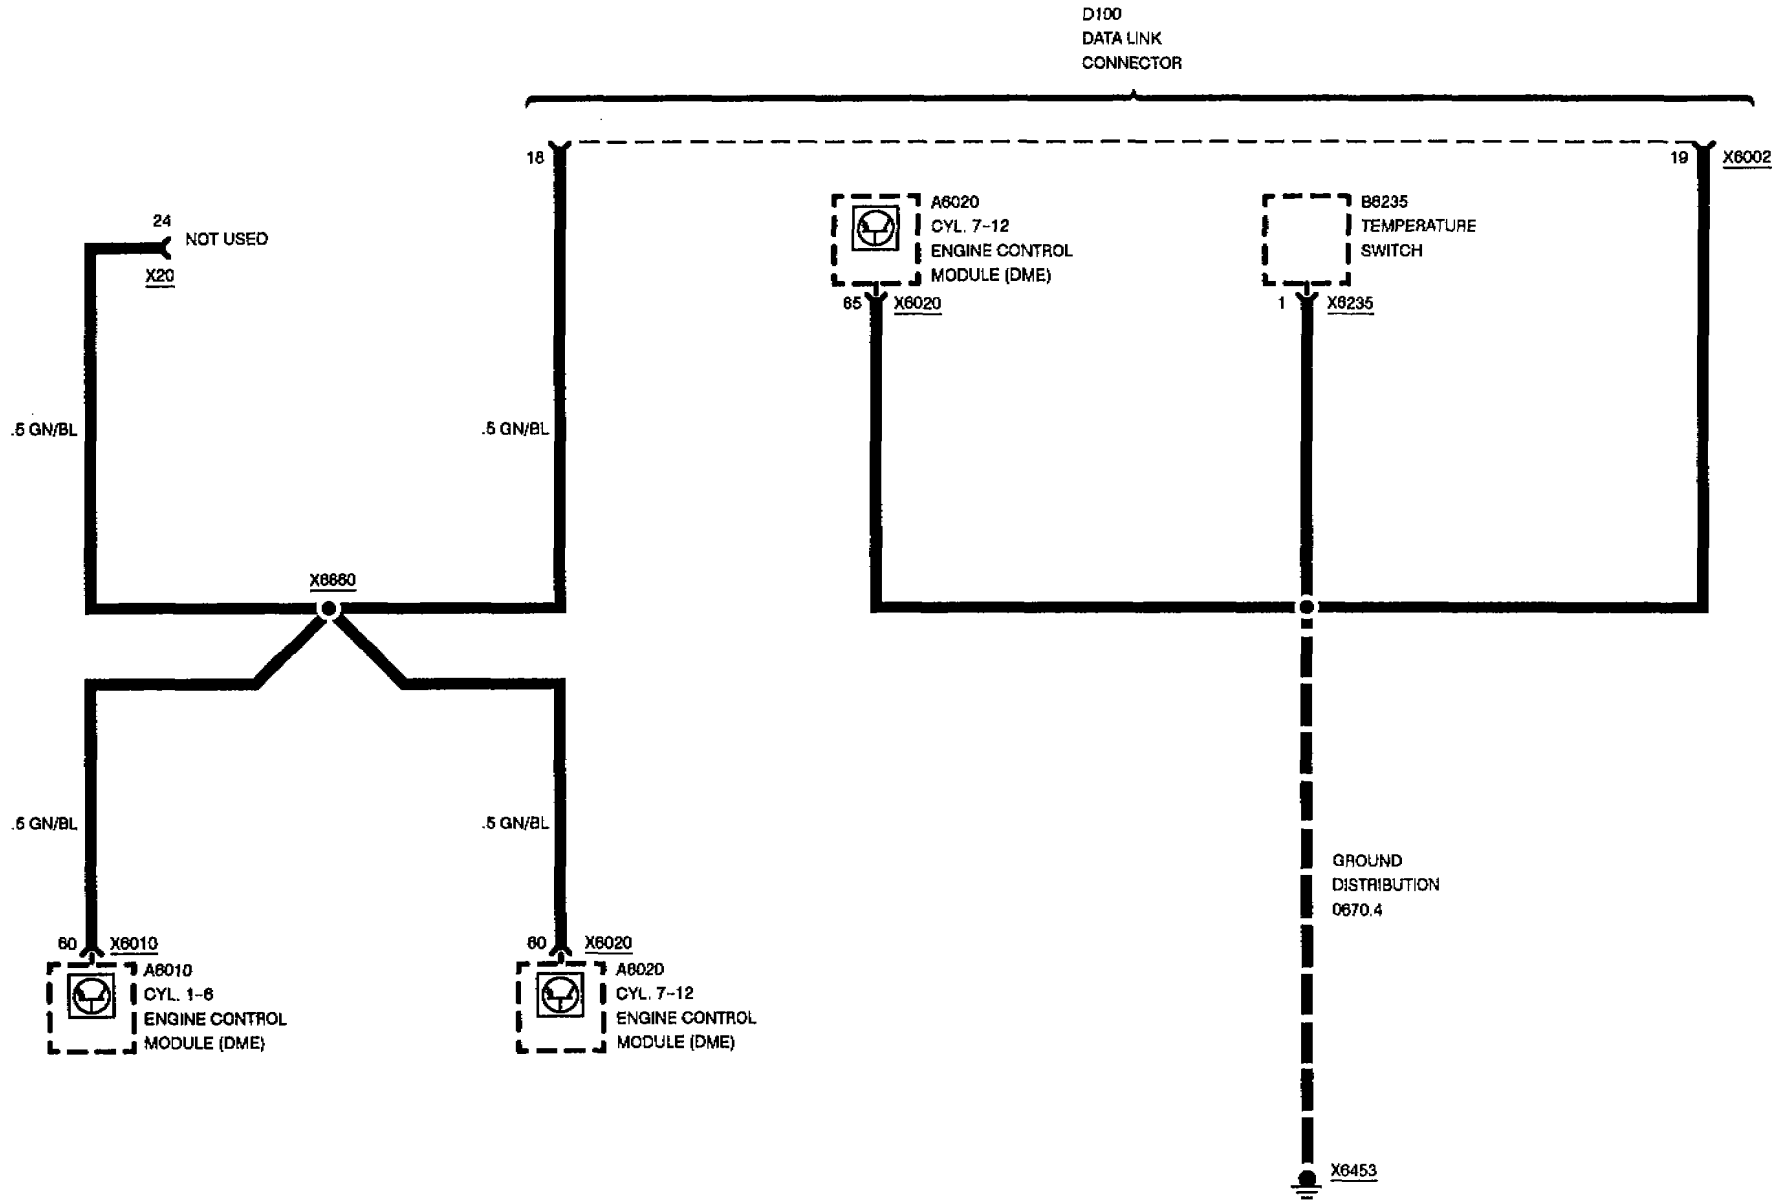 D100
DATA LINK
CONNECTOR
18
19
X6002
24
NOT USED
X20
A6020
CYL. 7-12
ENGINE CONTROL
MODULE (DME)
65
X6020
B6235
TEMPERATURE
SWITCH
1
X6235
.5 GN/BL
.5 GN/BL
X6660
.5 GN/BL
.5 GN/BL
GROUND
DISTRIBUTION
0670.4
60
X6010
A6010
CYL. 1-6
ENGINE CONTROL
MODULE (DME)
60
X6020
A6020
CYL. 7-12
ENGINE CONTROL
MODULE (DME)
X6453